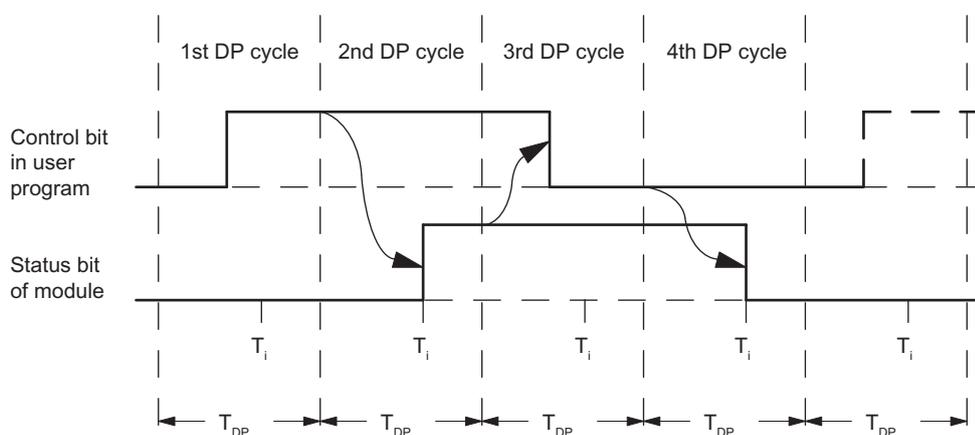 1st DP cycle 2nd DP cycle 3rd DP cycle 4th DP cycle
Control bit
in user
program
Status bit
of module
Ti Ti Ti Ti Ti
TDP TDP TDP TDP TDP